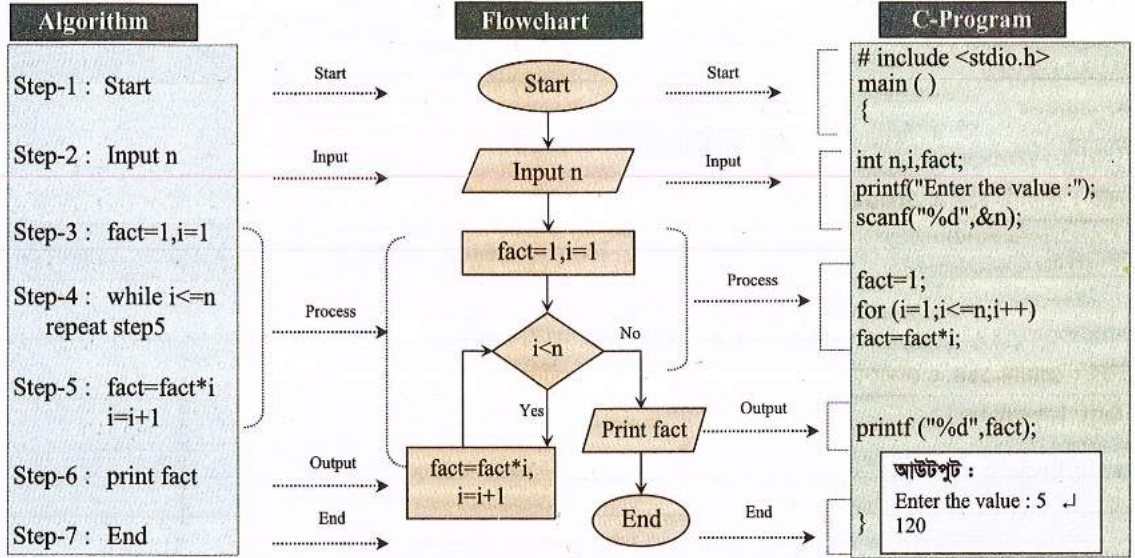 Algorithm
Step-1 : Start
Step-2 : Input n
Step-3 : fact=1,i=1
Step-4 : while i<=n
repeat step5
Step-5 : fact=fact*i
i=i+1
Step-6 : print fact
Step-7 : End
Start
Input
Process
Output
End
Flowchart
Start
Input n
fact=1,i=1
i<n
No
Yes
fact=fact*i,
i=i+1
Print fact
End
Start
Input
Process
Output
End
C-Program
# include <stdio.h>
main ( )
{
int n,i,fact;
printf("Enter the value :");
scanf("%d",&n);
fact=1;
for (i=1;i<=n;i++)
fact=fact*i;
printf ("%d",fact);
}
আউটপুট :
Enter the value : 5 ↲
120